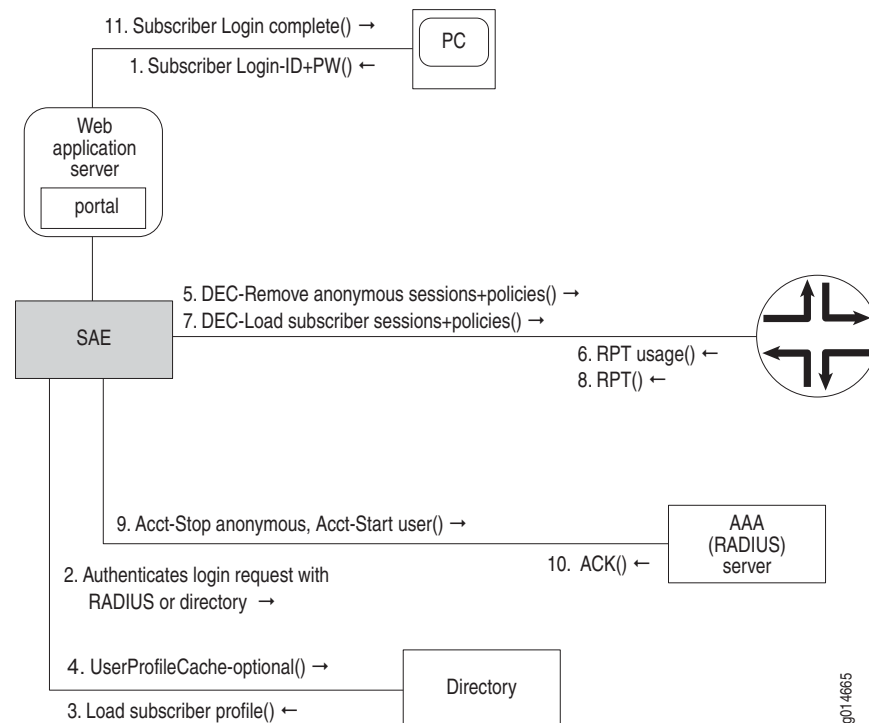 11. Subscriber Login complete() →
PC
1. Subscriber Login-ID+PW() ←
Web
application
server
portal
5. DEC-Remove anonymous sessions+policies() →
SAE
7. DEC-Load subscriber sessions+policies() →
6. RPT usage() ←
8. RPT() ←
9. Acct-Stop anonymous, Acct-Start user() →
AAA
(RADIUS)
server
10. ACK() ←
2. Authenticates login request with
RADIUS or directory →
4. UserProfileCache-optional() →
Directory
3. Load subscriber profile() ←
g014665